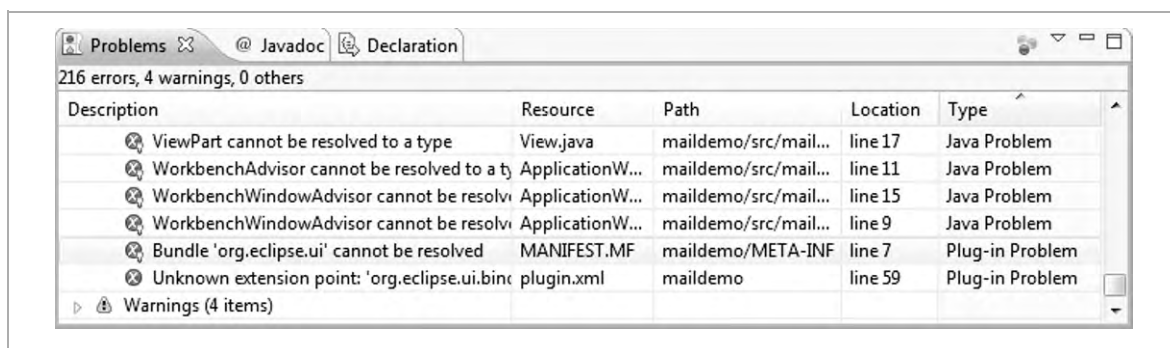 Problems @ Javadoc Declaration
216 errors, 4 warnings, 0 others
Description Resource Path Location Type
ViewPart cannot be resolved to a type View.java maildemo/src/mail... line 17 Java Problem
WorkbenchAdvisor cannot be resolved to a ty ApplicationW... maildemo/src/mail... line 11 Java Problem
WorkbenchWindowAdvisor cannot be resolve ApplicationW... maildemo/src/mail... line 15 Java Problem
WorkbenchWindowAdvisor cannot be resolve ApplicationW... maildemo/src/mail... line 9 Java Problem
Bundle 'org.eclipse.ui' cannot be resolved MANIFEST.MF maildemo/META-INF line 7 Plug-in Problem
Unknown extension point: 'org.eclipse.ui.bind plugin.xml maildemo line 59 Plug-in Problem
Warnings (4 items)